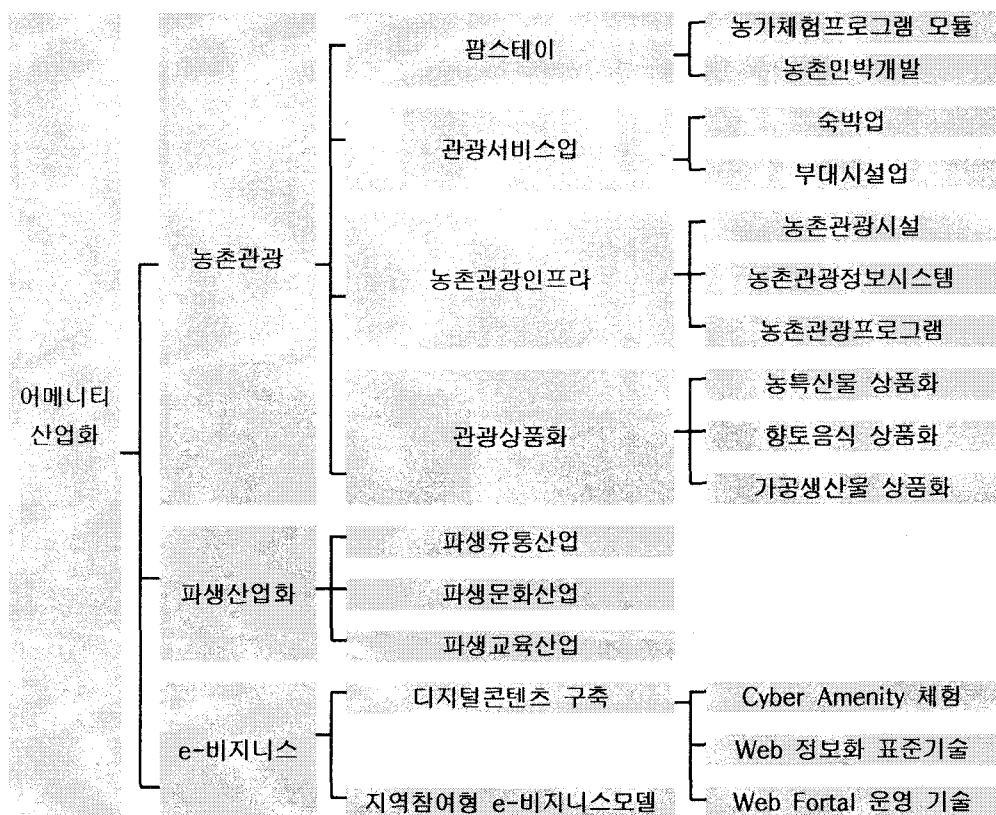 어메니티
산업화
농촌관광
팜스테이
농가체험프로그램 모듈
농촌민박개발
관광서비스업
숙박업
부대시설업
농촌관광인프라
농촌관광시설
농촌관광정보시스템
농촌관광프로그램
관광상품화
농특산물 상품화
향토음식 상품화
가공생산물 상품화
파생산업화
파생유통산업
파생문화산업
파생교육산업
e-비지니스
디지털콘텐츠 구축
Cyber Amenity 체험
Web 정보화 표준기술
Web Fortal 운영 기술
지역참여형 e-비지니스모델